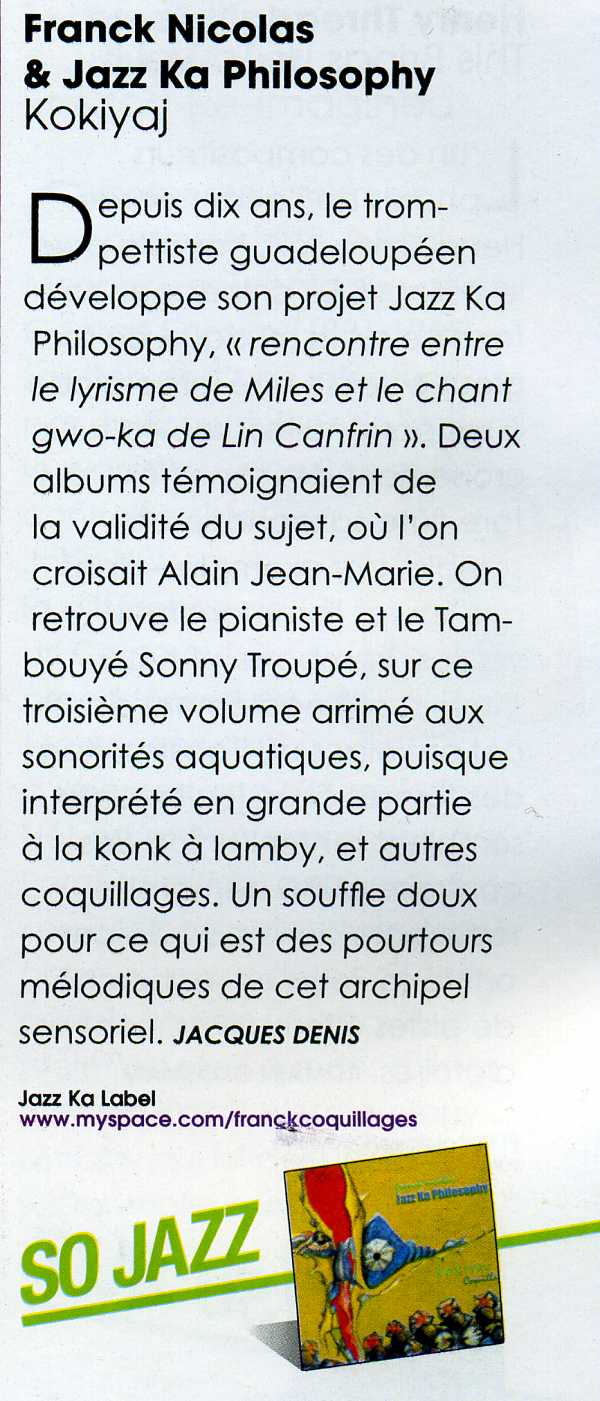 Franck Nicolas
& Jazz Ka Philosophy
Kokiyaj
Depuis dix ans, le trom-
pettiste guadeloupéen
développe son projet Jazz Ka
Philosophy, « rencontre entre
le lyrisme de Miles et le chant
gwo-ka de Lin Canfrin ». Deux
albums témoignaient de
la validité du sujet, où l'on
croisait Alain Jean-Marie. On
retrouve le pianiste et le Tam-
bouyé Sonny Troupé, sur ce
troisième volume arrimé aux
sonorités aquatiques, puisque
interprété en grande partie
à la konk à lamby, et autres
coquillages. Un souffle doux
pour ce qui est des pourtours
mélodiques de cet archipel
sensoriel. JACQUES DENIS
Jazz Ka Label
www.myspace.com/franckcoquillages
SO JAZZ
Jazz Ka Philosophy